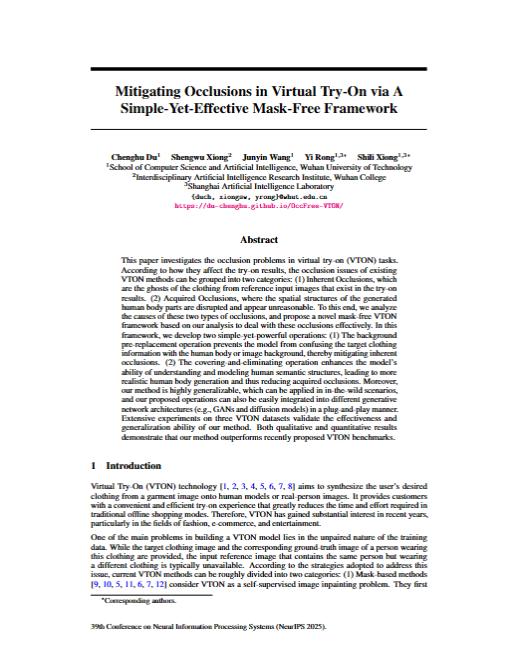 Mitigating Occlusions in Virtual Try-On via A
Simple-Yet-Effective Mask-Free Framework
Chenghu Du¹ Shengwu Xiong² Junyin Wang¹ Yi Rong¹,³* Shili Xiong¹,³*
¹School of Computer Science and Artificial Intelligence, Wuhan University of Technology
²Interdisciplinary Artificial Intelligence Research Institute, Wuhan College
³Shanghai Artificial Intelligence Laboratory
{duch, xiongsw, yrong}@whut.edu.cn
https://du-chenghu.github.io/OccFree-VTON/
Abstract
This paper investigates the occlusion problems in virtual try-on (VTON) tasks.
According to how they affect the try-on results, the occlusion issues of existing
VTON methods can be grouped into two categories: (1) Inherent Occlusions, which
are the ghosts of the clothing from reference input images that exist in the try-on
results. (2) Acquired Occlusions, where the spatial structures of the generated
human body parts are disrupted and appear unreasonable. To this end, we analyze
the causes of these two types of occlusions, and propose a novel mask-free VTON
framework based on our analysis to deal with these occlusions effectively. In this
framework, we develop two simple-yet-powerful operations: (1) The background
pre-replacement operation prevents the model from confusing the target clothing
information with the human body or image background, thereby mitigating inherent
occlusions. (2) The covering-and-eliminating operation enhances the model's
ability of understanding and modeling human semantic structures, leading to more
realistic human body generation and thus reducing acquired occlusions. Moreover,
our method is highly generalizable, which can be applied in in-the-wild scenarios,
and our proposed operations can also be easily integrated into different generative
network architectures (e.g., GANs and diffusion models) in a plug-and-play manner.
Extensive experiments on three VTON datasets validate the effectiveness and
generalization ability of our method. Both qualitative and quantitative results
demonstrate that our method outperforms recently proposed VTON benchmarks.
1 Introduction
Virtual Try-On (VTON) technology [1, 2, 3, 4, 5, 6, 7, 8] aims to synthesize the user's desired
clothing from a garment image onto human models or real-person images. It provides customers
with a convenient and efficient try-on experience that greatly reduces the time and effort required in
traditional offline shopping modes. Therefore, VTON has gained substantial interest in recent years,
particularly in the fields of fashion, e-commerce, and entertainment.
One of the main problems in building a VTON model lies in the unpaired nature of the training
data. While the target clothing image and the corresponding ground-truth image of a person wearing
this clothing are provided, the input reference image that contains the same person but wearing
a different clothing is typically unavailable. According to the strategies adopted to address this
issue, current VTON methods can be roughly divided into two categories: (1) Mask-based methods
[9, 10, 5, 11, 6, 7, 12] consider VTON as a self-supervised image inpainting problem. They first
*Corresponding authors.
39th Conference on Neural Information Processing Systems (NeurIPS 2025).